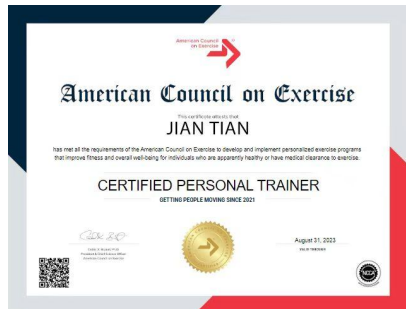 American Council
on Exercise
American Council on Exercise
This certificate attests that
JIAN TIAN
has met all the requirements of the American Council on Exercise to develop and implement personalized exercise programs
that improve fitness and overall well-being for individuals who are apparently healthy or have medical clearance to exercise.
CERTIFIED PERSONAL TRAINER
GETTING PEOPLE MOVING SINCE 2021
August 31, 2023
VALID THROUGH
NCCA